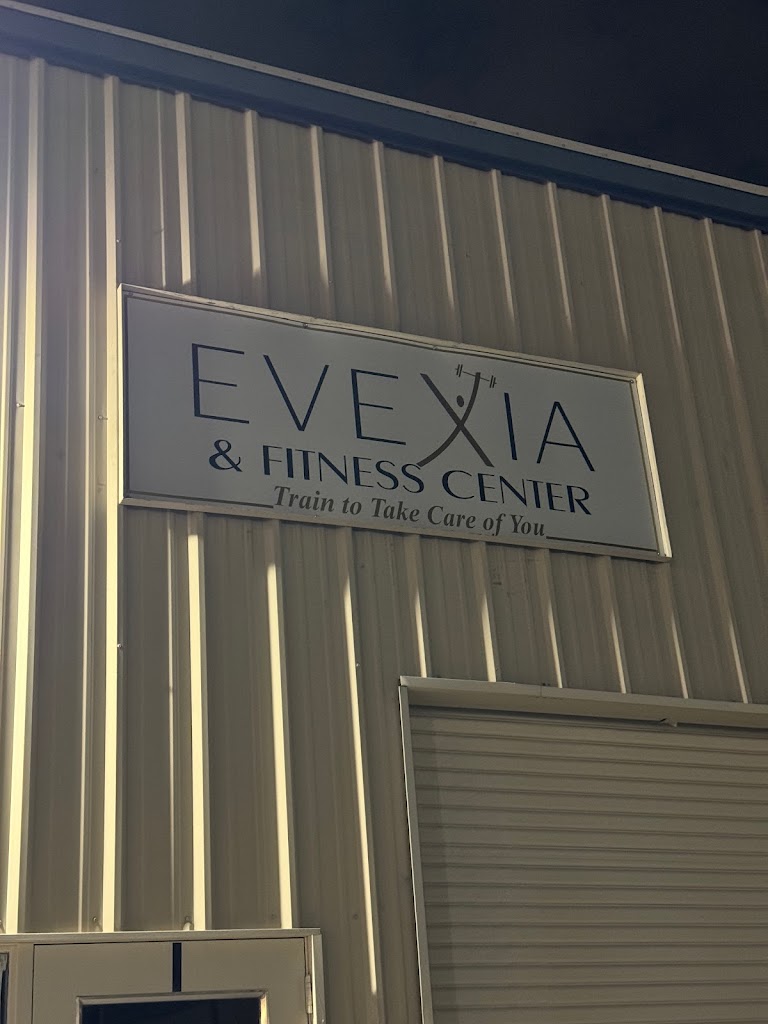 EVEXIA
& FITNESS CENTER
Train to Take Care of You